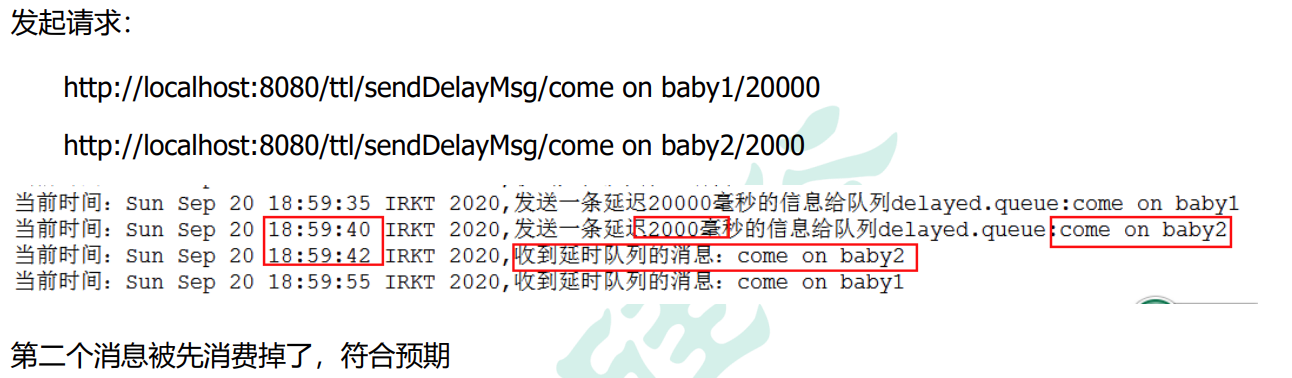 发起请求：
http://localhost:8080/ttl/sendDelayMsg/come on baby1/20000
http://localhost:8080/ttl/sendDelayMsg/come on baby2/2000
当前时间：Sun Sep 20 18:59:35 IRKT 2020,发送一条延迟20000毫秒的信息给队列delayed.queue:come on baby1
当前时间：Sun Sep 20 18:59:40 IRKT 2020,发送一条延迟2000毫秒的信息给队列delayed.queue:come on baby2
当前时间：Sun Sep 20 18:59:42 IRKT 2020,收到延时队列的消息：come on baby2
当前时间：Sun Sep 20 18:59:55 IRKT 2020,收到延时队列的消息：come on baby1
第二个消息被先消费掉了，符合预期